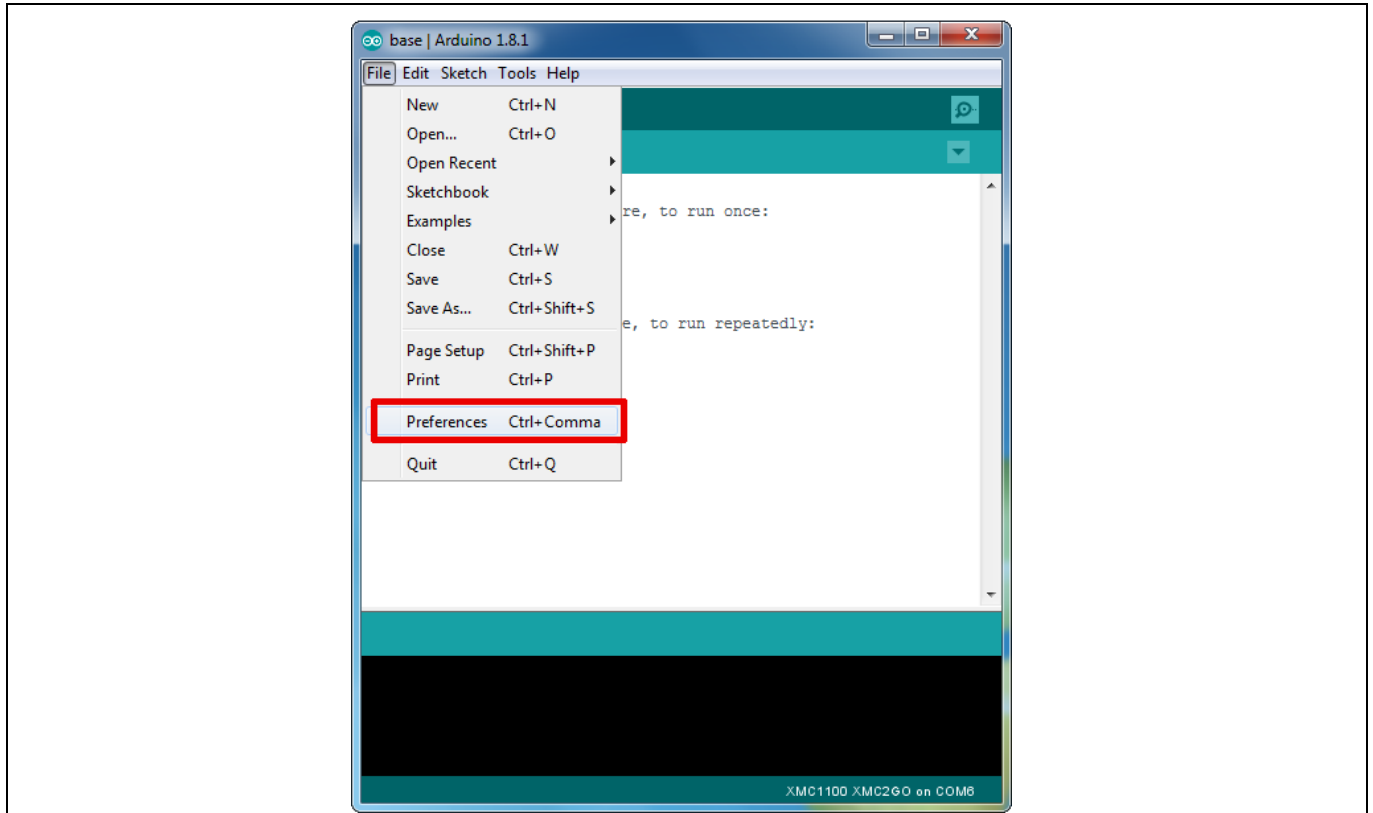 base | Arduino 1.8.1
File Edit Sketch Tools Help
New Ctrl+N
Open... Ctrl+O
Open Recent
Sketchbook
re, to run once:
Examples
Close Ctrl+W
Save Ctrl+S
Save As... Ctrl+Shift+S
e, to run repeatedly:
Page Setup Ctrl+Shift+P
Print Ctrl+P
Preferences Ctrl+Comma
Quit Ctrl+Q
XMC1100 XMC2GO on COM6